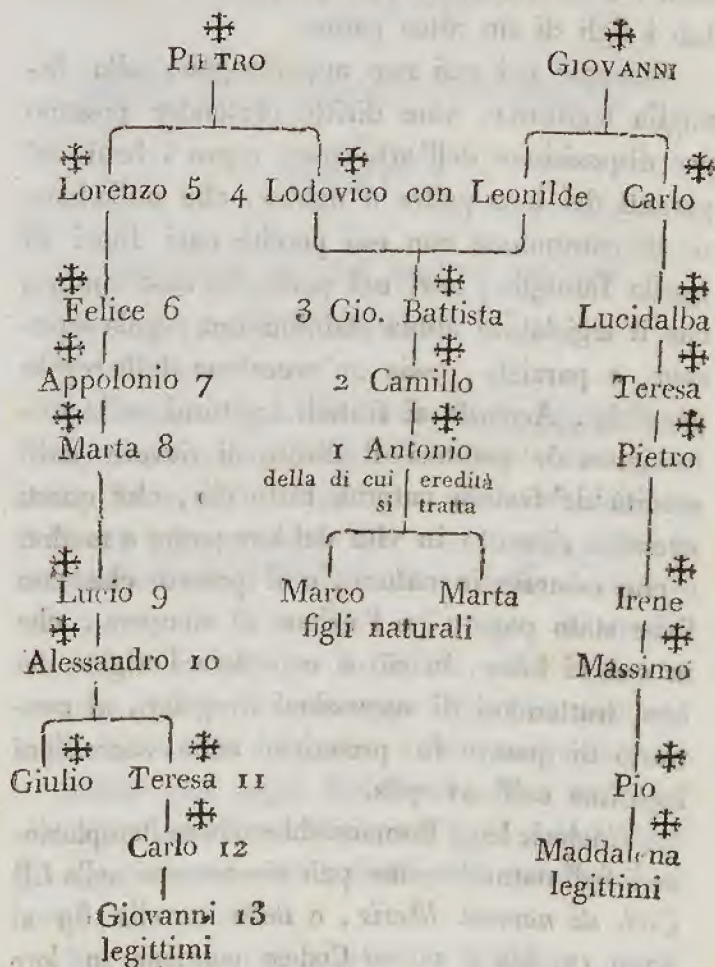 PIETRO GIOVANNI
Lorenzo 5 4 Lodovico con Leonilde Carlo
Felice 6 3 Gio. Battista Lucidalba
Appolonio 7 2 Camillo Teresa
Marta 8 1 Antonio Pietro
della di cui eredità
si tratta
Lucio 9 Marco Marta Irene
figli naturali
Alessandro 10 Massimo
Giulio Teresa 11 Pio
Carlo 12 Maddalena
legittimi
Giovanni 13
legittimi